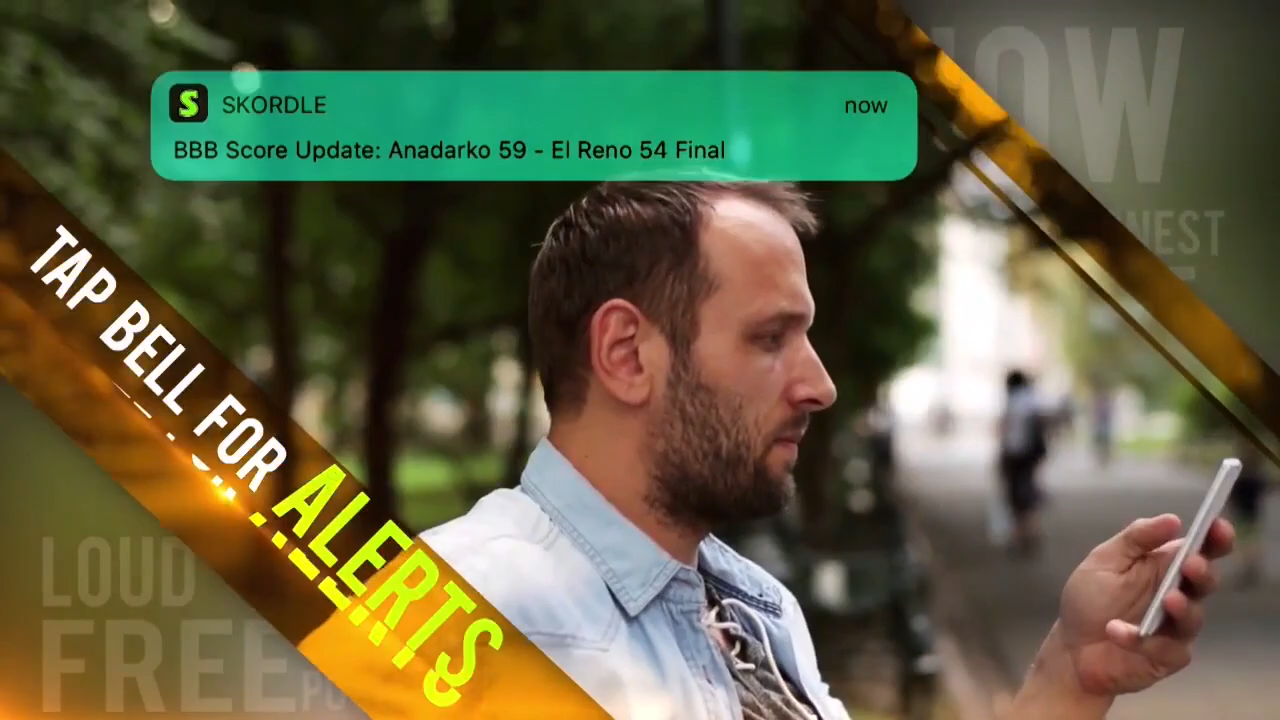 SKORDLE
now
BBB Score Update: Anadarko 59 - El Reno 54 Final
TAP BELL FOR ALERTS
LOUD
FREE